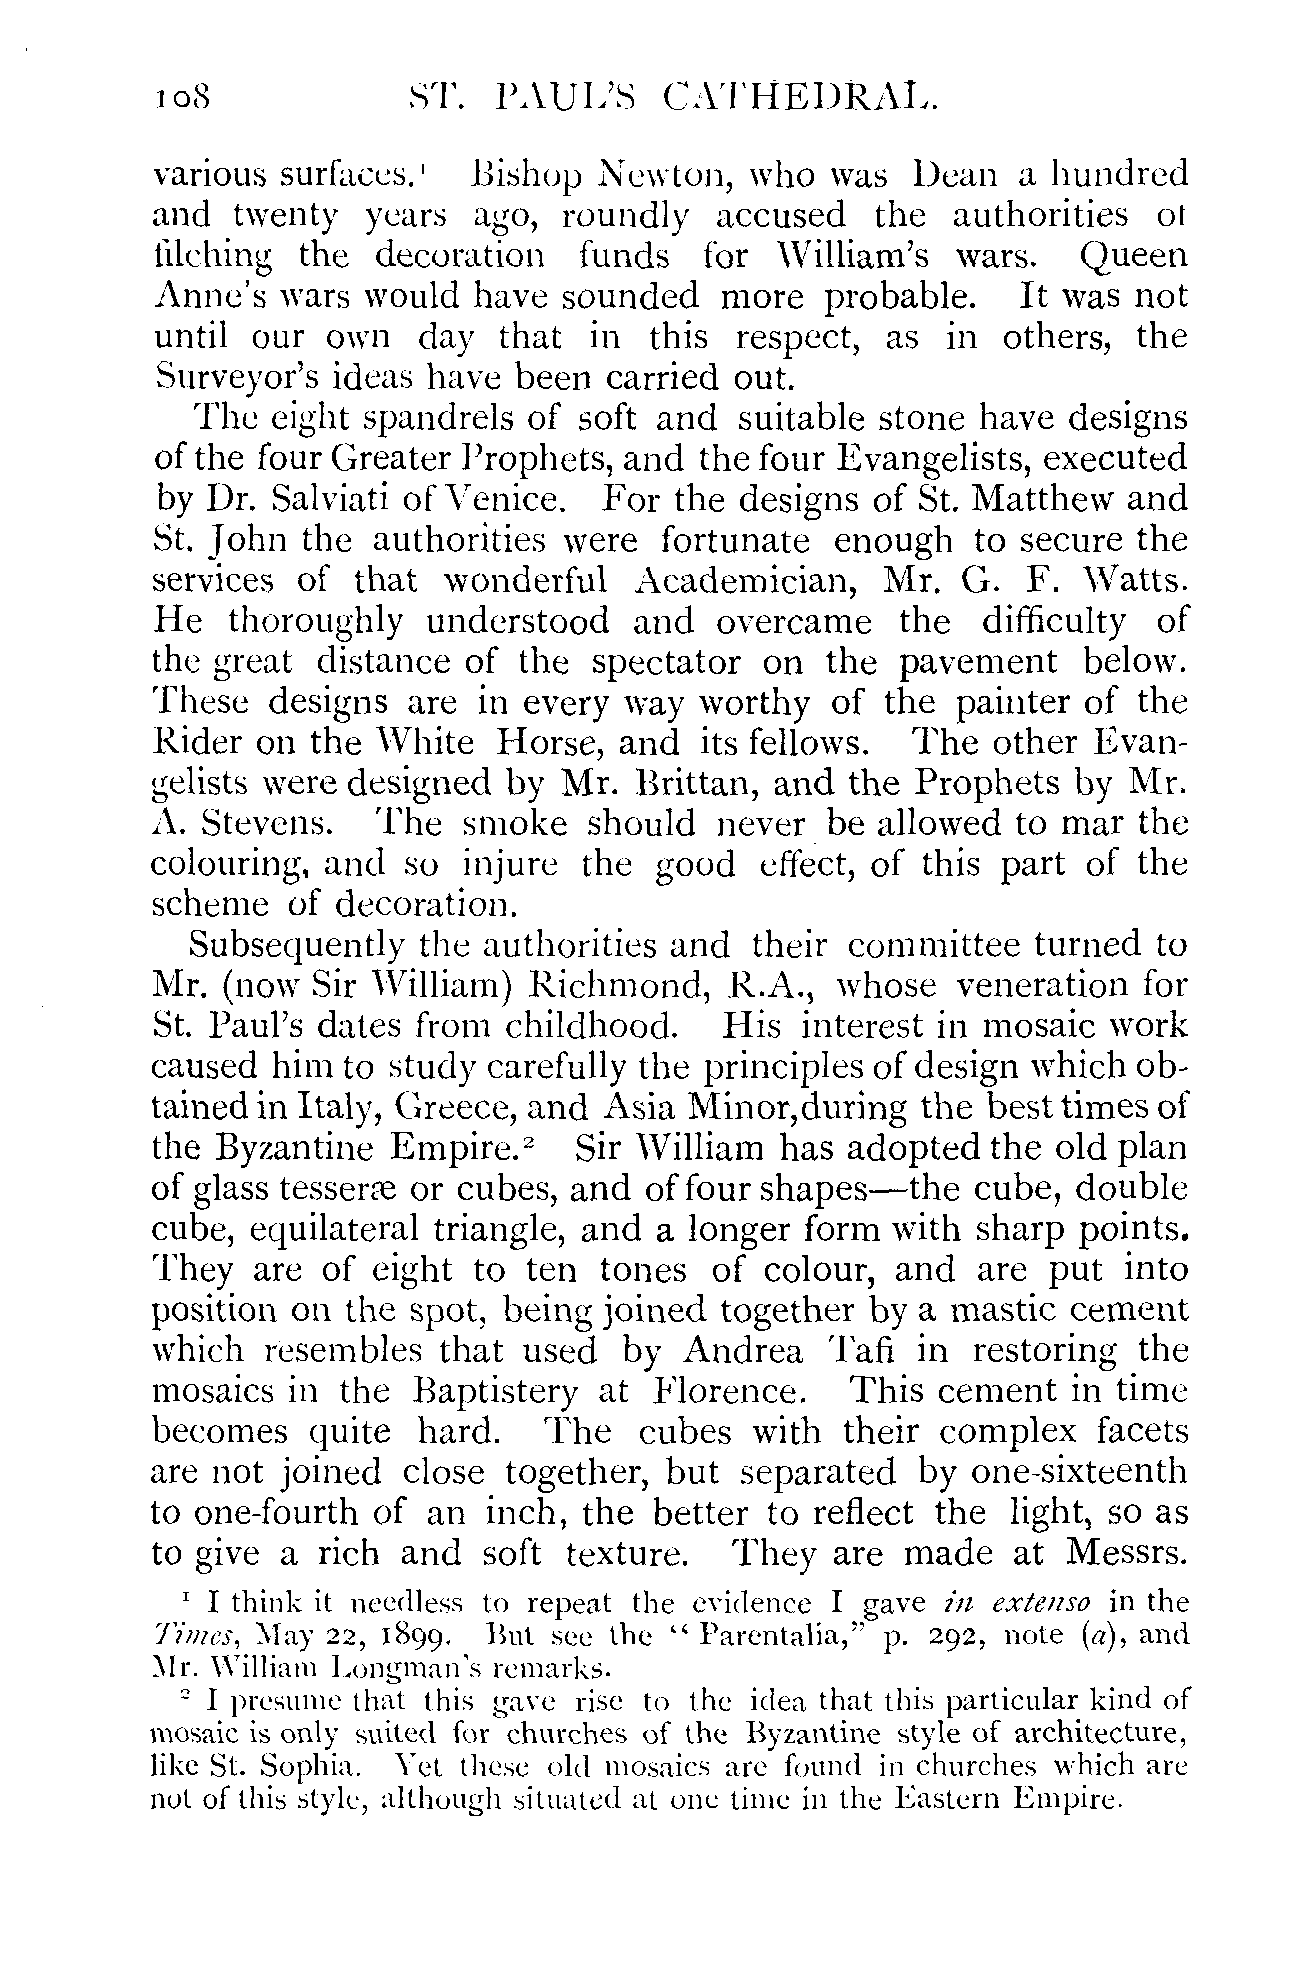 108 ST. PAUL'S CATHEDRAL.
various surfaces.¹ Bishop Newton, who was Dean a hundred
and twenty years ago, roundly accused the authorities of
filching the decoration funds for William's wars. Queen
Anne's wars would have sounded more probable. It was not
until our own day that in this respect, as in others, the
Surveyor's ideas have been carried out.
The eight spandrels of soft and suitable stone have designs
of the four Greater Prophets, and the four Evangelists, executed
by Dr. Salviati of Venice. For the designs of St. Matthew and
St. John the authorities were fortunate enough to secure the
services of that wonderful Academician, Mr. G. F. Watts.
He thoroughly understood and overcame the difficulty of
the great distance of the spectator on the pavement below.
These designs are in every way worthy of the painter of the
Rider on the White Horse, and its fellows. The other Evan-
gelists were designed by Mr. Brittan, and the Prophets by Mr.
A. Stevens. The smoke should never be allowed to mar the
colouring, and so injure the good effect, of this part of the
scheme of decoration.
Subsequently the authorities and their committee turned to
Mr. (now Sir William) Richmond, R.A., whose veneration for
St. Paul's dates from childhood. His interest in mosaic work
caused him to study carefully the principles of design which ob-
tained in Italy, Greece, and Asia Minor, during the best times of
the Byzantine Empire.² Sir William has adopted the old plan
of glass tesseræ or cubes, and of four shapes—the cube, double
cube, equilateral triangle, and a longer form with sharp points.
They are of eight to ten tones of colour, and are put into
position on the spot, being joined together by a mastic cement
which resembles that used by Andrea Tafi in restoring the
mosaics in the Baptistery at Florence. This cement in time
becomes quite hard. The cubes with their complex facets
are not joined close together, but separated by one-sixteenth
to one-fourth of an inch, the better to reflect the light, so as
to give a rich and soft texture. They are made at Messrs.
¹ I think it needless to repeat the evidence I gave in extenso in the
Times, May 22, 1899. But see the “ Parentalia,” p. 292, note (a), and
Mr. William Longman's remarks.
² I presume that this gave rise to the idea that this particular kind of
mosaic is only suited for churches of the Byzantine style of architecture,
like St. Sophia. Yet these old mosaics are found in churches which are
not of this style, although situated at one time in the Eastern Empire.